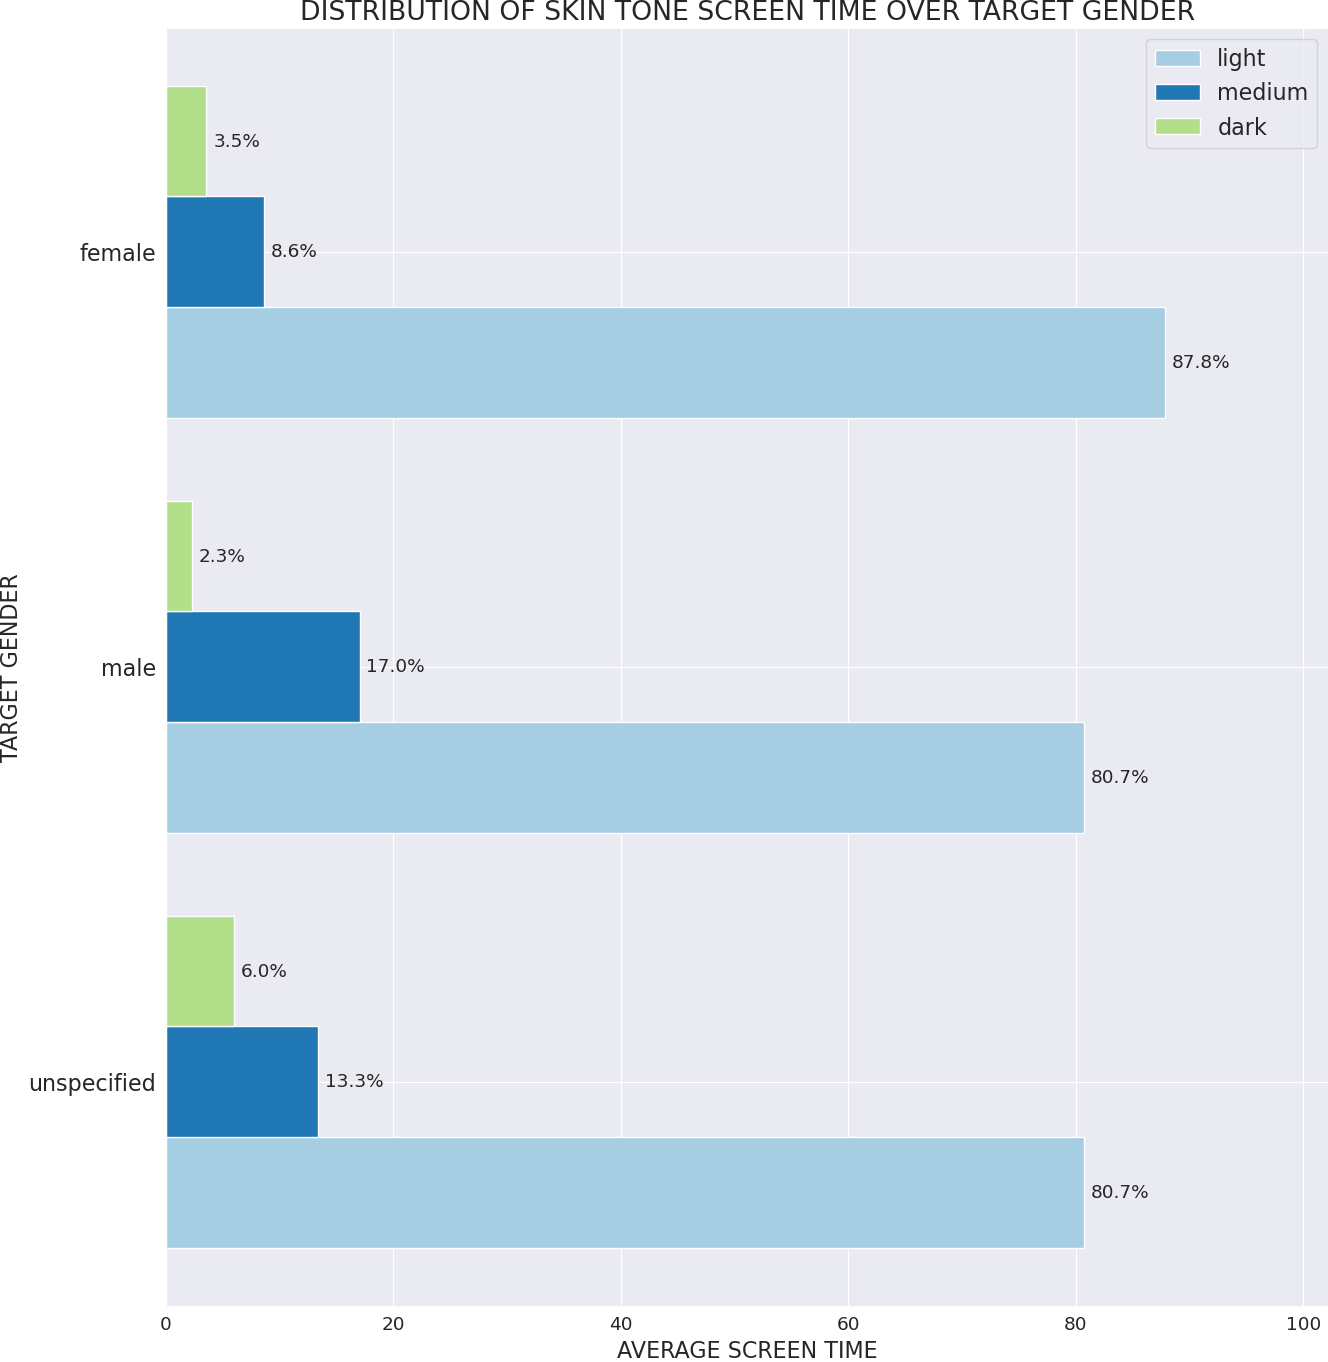 DISTRIBUTION OF SKIN TONE SCREEN TIME OVER TARGET GENDER
light
medium
dark
3.5%
female
8.6%
87.8%
2.3%
male
17.0%
80.7%
6.0%
unspecified
13.3%
80.7%
TARGET GENDER
0 20 40 60 80 100
AVERAGE SCREEN TIME